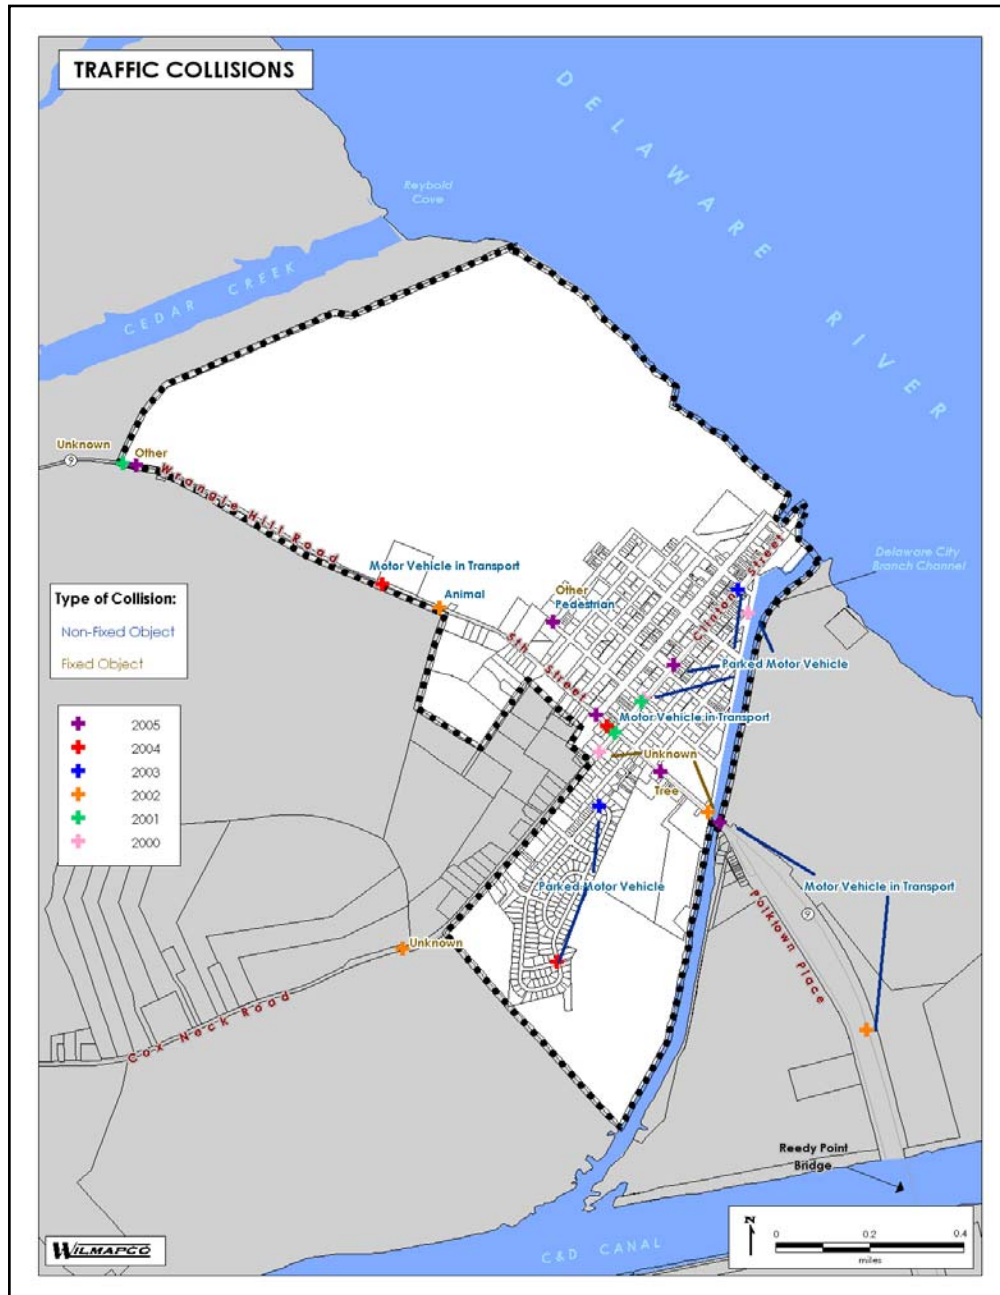 TRAFFIC COLLISIONS
DELAWARE RIVER
Reybold
Cove
CEDAR CREEK
Unknown
Other
9
Wrangle Hill Road
Motor Vehicle in Transport
Animal
Other
Pedestrian
Clinton Street
Delaware City
Branch Channel
5th Street
Parked Motor Vehicle
Motor Vehicle in Transport
Unknown
Tree
Type of Collision:
Non-Fixed Object
Fixed Object
2005
2004
2003
2002
2001
2000
Parked Motor Vehicle
Motor Vehicle in Transport
9
Polktown Place
Unknown
Cox Neck Road
Reedy Point
Bridge
WILMAPCO
C&D CANAL
N
0 0.2 0.4
miles